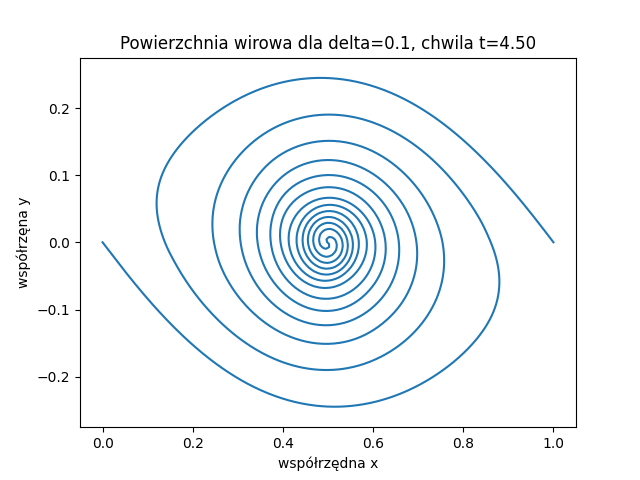 Powierzchnia wirowa dla delta=0.1, chwila t=4.50
współrzęna y
0.2
0.1
0.0
−0.1
−0.2
0.0 0.2 0.4 0.6 0.8 1.0
współrzędna x